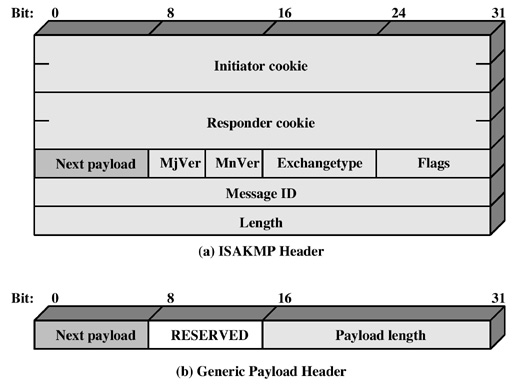 Bit: 0 8 16 24 31
Initiator cookie
Responder cookie
Next payload MjVer MnVer Exchangetype Flags
Message ID
Length
(a) ISAKMP Header
Bit: 0 8 16 31
Next payload RESERVED Payload length
(b) Generic Payload Header